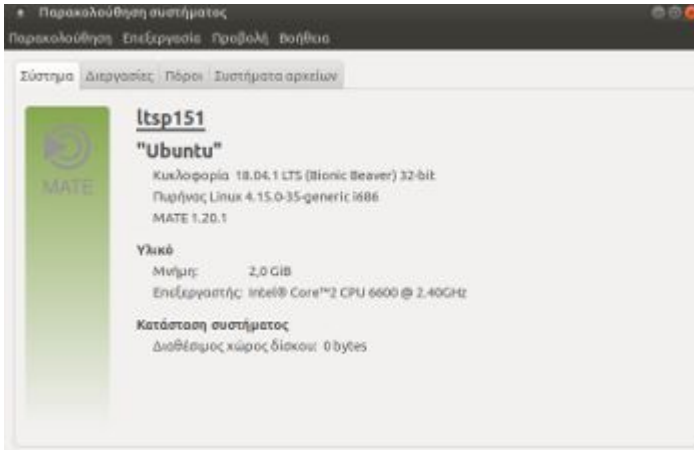 Παρακολούθηση συστήματος
Παρακολούθηση Επεξεργασία Προβολή Βοήθεια
Σύστημα Διεργασίες Πόροι Συστήματα αρχείων
MATE
ltsp151
"Ubuntu"
Κυκλοφορία 18.04.1 LTS (Bionic Beaver) 32-bit
Πυρήνας Linux 4.15.0-35-generic i686
MATE 1.20.1
Υλικό
Μνήμη: 2,0 GiB
Επεξεργαστής: Intel® Core™2 CPU 6600 @ 2.40GHz
Κατάσταση συστήματος
Διαθέσιμος χώρος δίσκου: 0 bytes